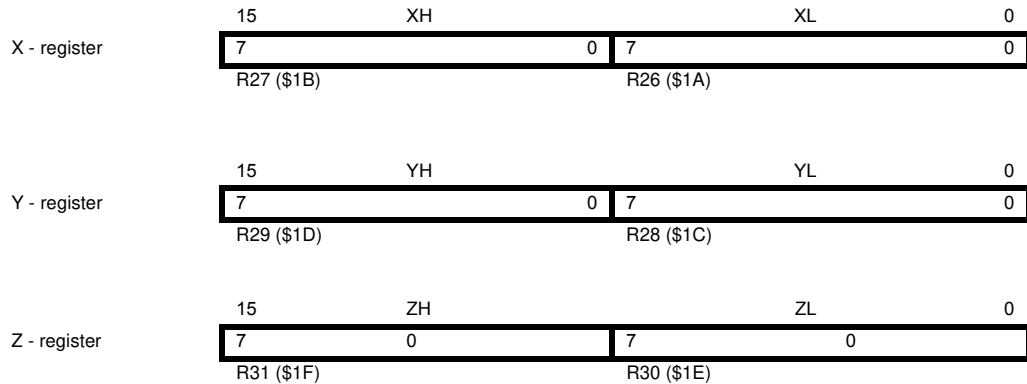 15 XH XL 0
X - register 7 0 7 0
R27 ($1B) R26 ($1A)
15 YH YL 0
Y - register 7 0 7 0
R29 ($1D) R28 ($1C)
15 ZH ZL 0
Z - register 7 0 7 0
R31 ($1F) R30 ($1E)